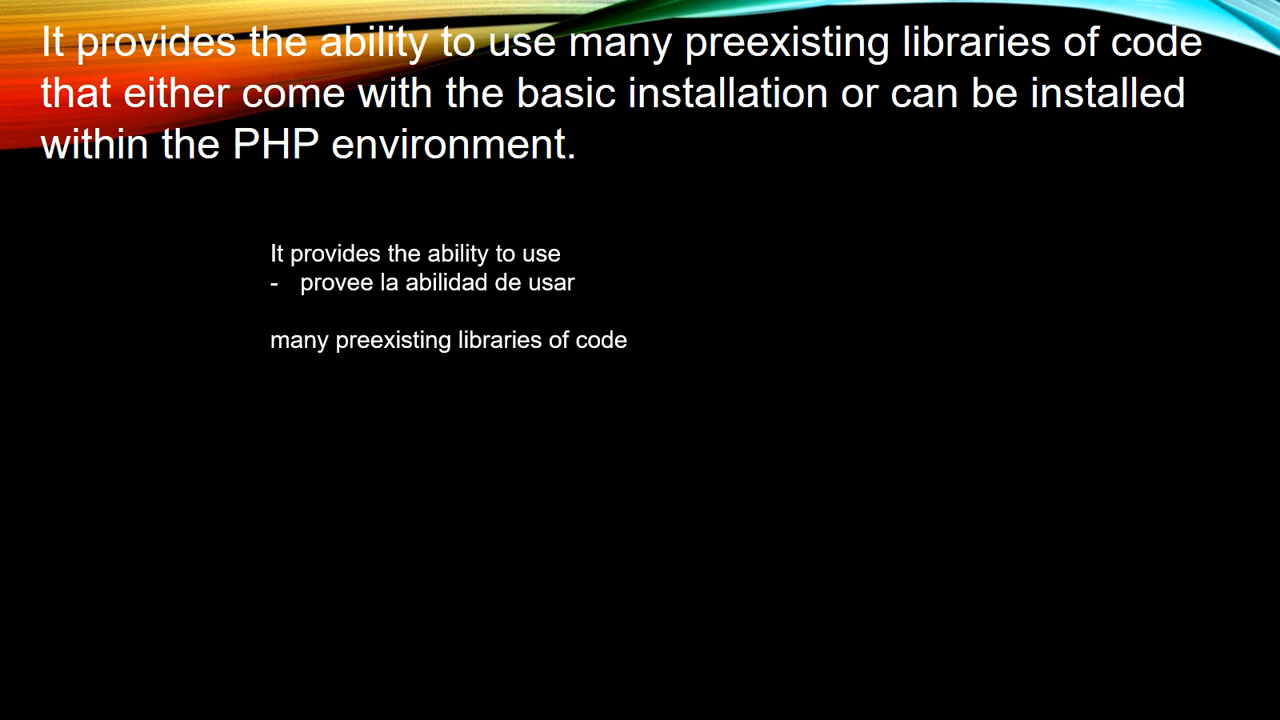 It provides the ability to use many preexisting libraries of code
that either come with the basic installation or can be installed
within the PHP environment.
It provides the ability to use
- provee la abilidad de usar
many preexisting libraries of code